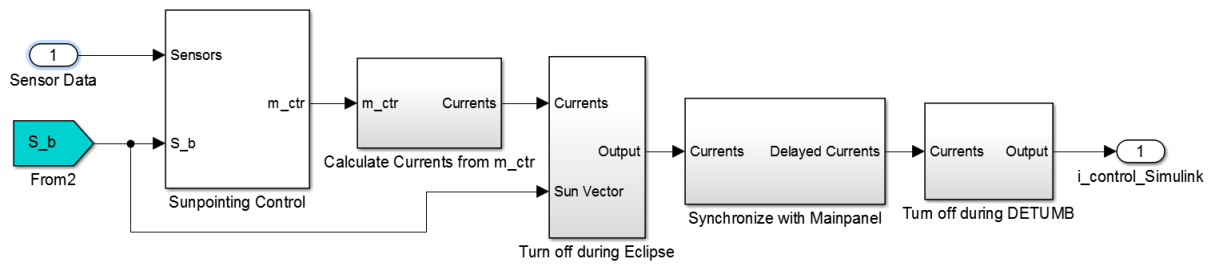 1
Sensor Data
S_b
From2
Sensors
S_b
m_ctr
Sunpointing Control
m_ctr
Currents
Calculate Currents from m_ctr
Currents
Sun Vector
Output
Turn off during Eclipse
Currents
Delayed Currents
Synchronize with Mainpanel
Currents
Output
Turn off during DETUMB
1
i_control_Simulink